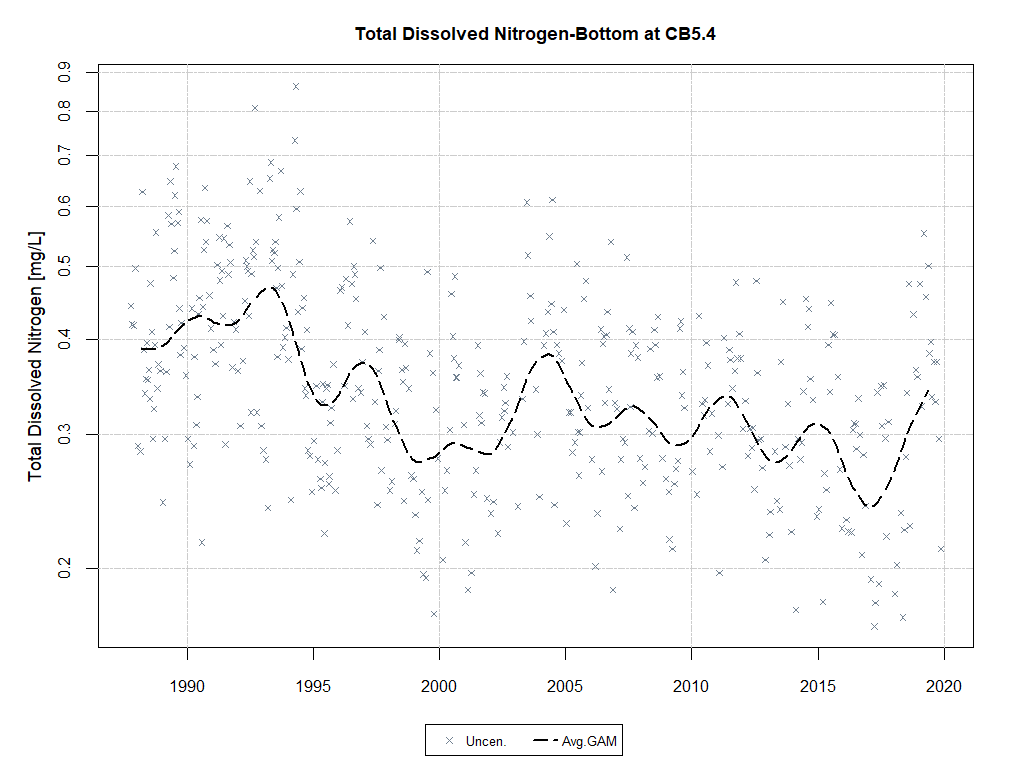 Total Dissolved Nitrogen-Bottom at CB5.4
Total Dissolved Nitrogen [mg/L]
0.9
0.8
0.7
0.6
0.5
0.4
0.3
0.2
1990 1995 2000 2005 2010 2015 2020
Uncen. Avg.GAM